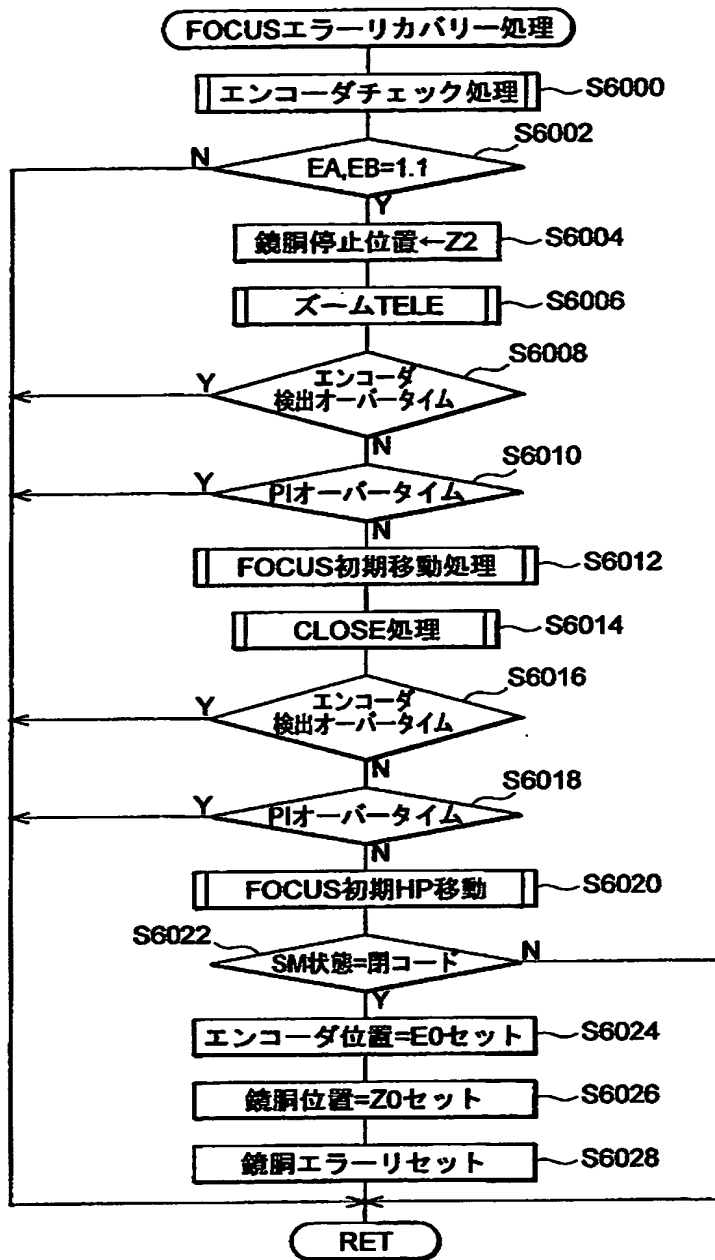 FOCUSエラーリカバリー処理
エンコーダチェック処理
S6000
S6002
N
EA,EB=1.1
Y
鏡胴停止位置←Z2
S6004
ズームTELE
S6006
S6008
Y
エンコーダ
検出オーバータイム
N
S6010
Y
PIオーバータイム
N
FOCUS初期移動処理
S6012
CLOSE処理
S6014
S6016
Y
エンコーダ
検出オーバータイム
N
S6018
Y
PIオーバータイム
N
FOCUS初期HP移動
S6020
S6022
SM状態=閉コード
N
Y
エンコーダ位置=E0セット
S6024
鏡胴位置=Z0セット
S6026
鏡胴エラーリセット
S6028
RET